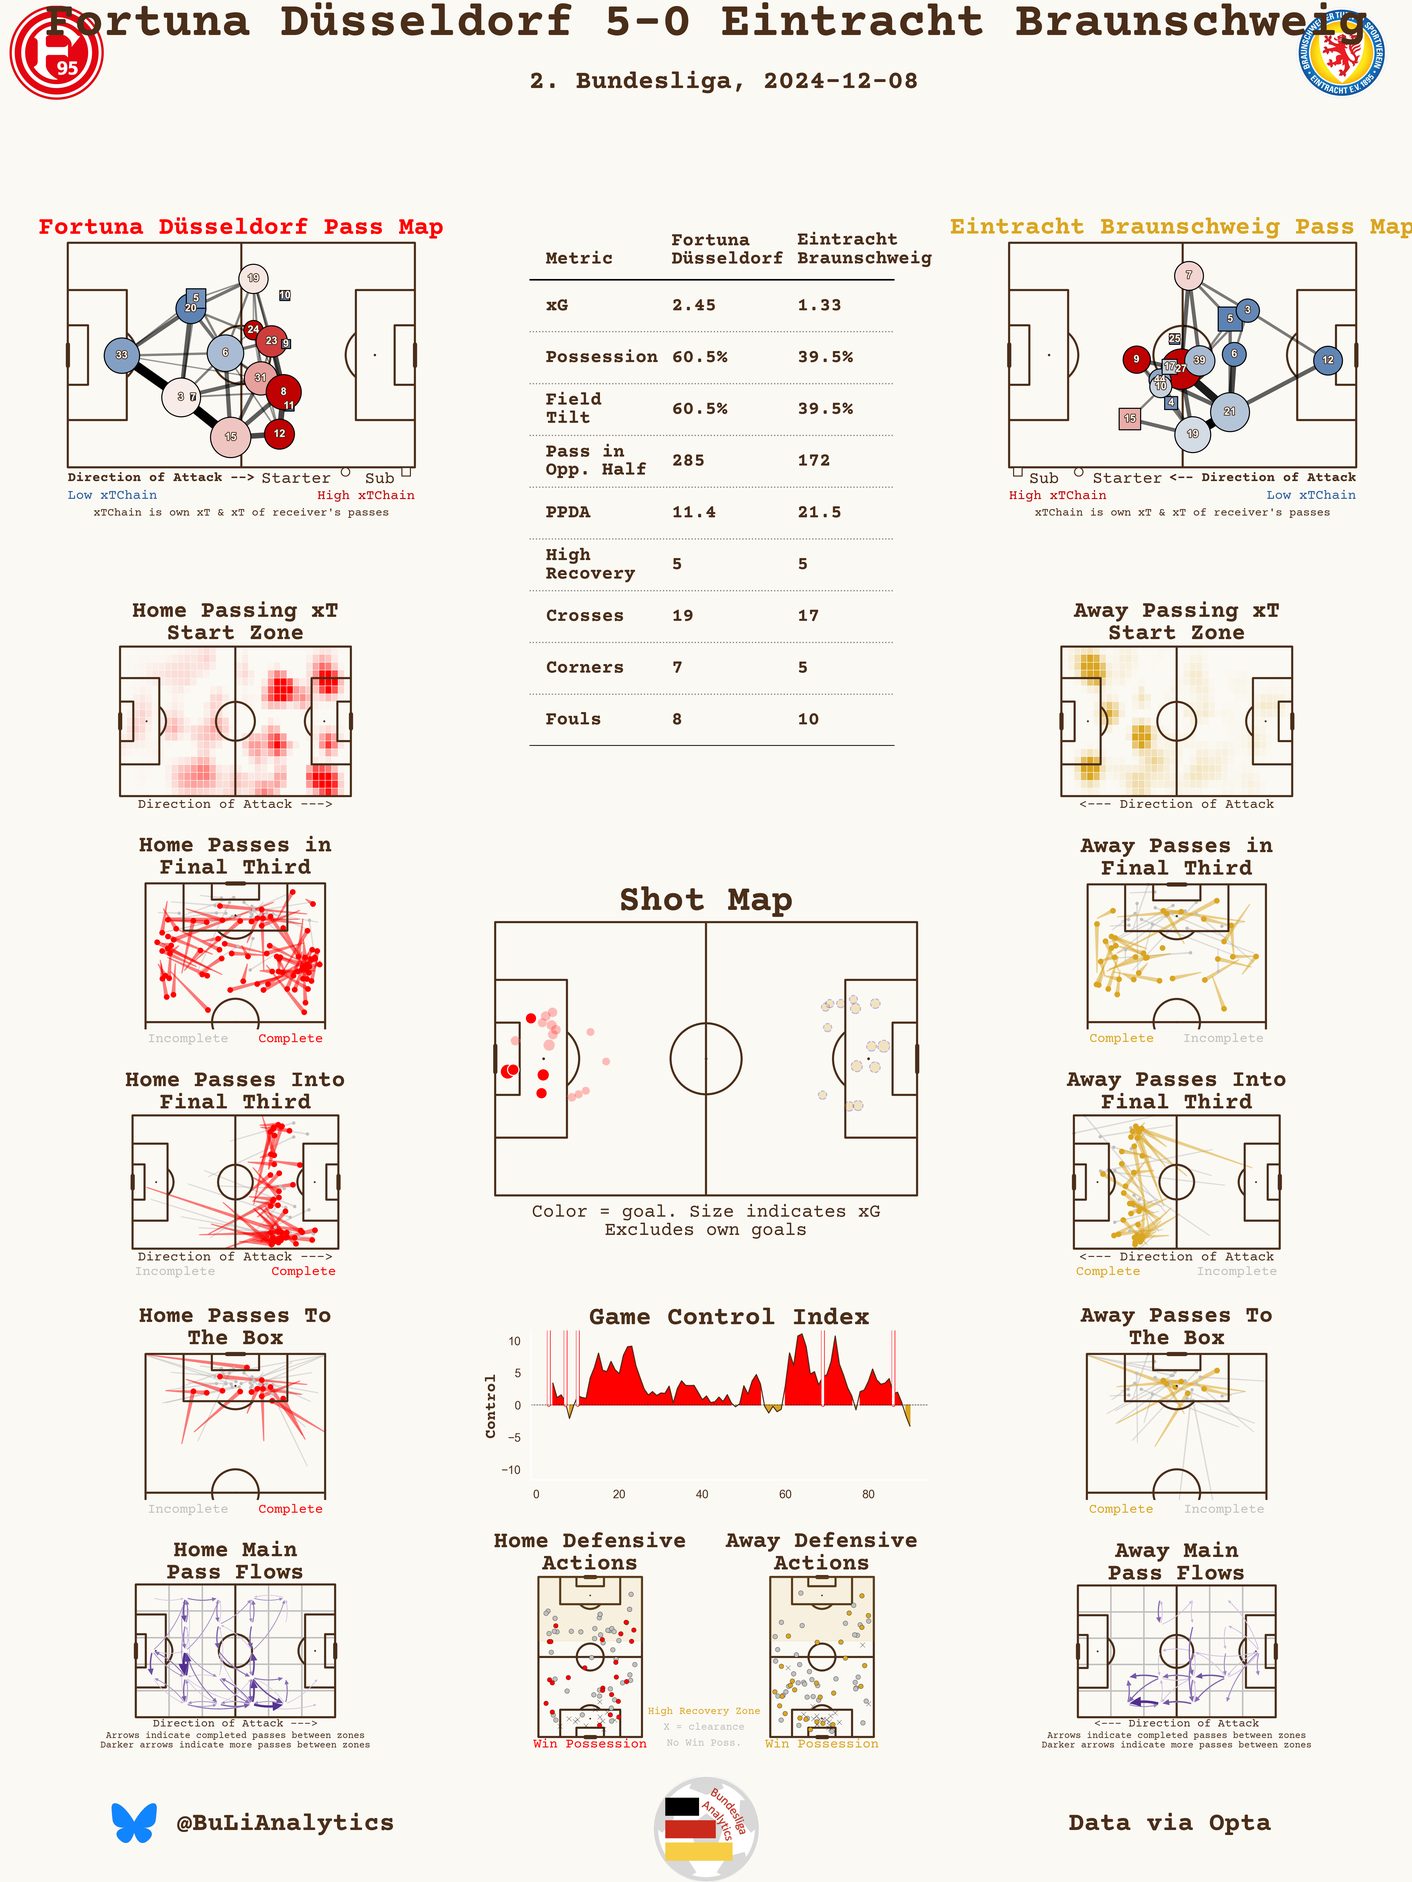 Fortuna Düsseldorf 5-0 Eintracht Braunschweig
2. Bundesliga, 2024-12-08
F 95
BRAUNSCHWEIGER TURN- SPORTVEREIN
EINTRACHT E.V. 1895
Fortuna Düsseldorf Pass Map
19
10
5
20
24
23
9
33
6
31
8
3
7
11
15
12
Direction of Attack --> Starter Sub
Low xTChain High xTChain
xTChain is own xT & xT of receiver's passes
Metric Fortuna Düsseldorf Eintracht Braunschweig
xG 2.45 1.33
Possession 60.5% 39.5%
Field Tilt 60.5% 39.5%
Pass in Opp. Half 285 172
PPDA 11.4 21.5
High Recovery 5 5
Crosses 19 17
Corners 7 5
Fouls 8 10
Eintracht Braunschweig Pass Map
7
3
5
25
6
9
39
12
17
27
10
4
15
21
19
Sub Starter <-- Direction of Attack
High xTChain Low xTChain
xTChain is own xT & xT of receiver's passes
Home Passing xT
Start Zone
Direction of Attack --->
Away Passing xT
Start Zone
<--- Direction of Attack
Home Passes in
Final Third
Incomplete Complete
Away Passes in
Final Third
Complete Incomplete
Shot Map
Color = goal. Size indicates xG
Excludes own goals
Home Passes Into
Final Third
Direction of Attack --->
Incomplete Complete
Away Passes Into
Final Third
<--- Direction of Attack
Complete Incomplete
Home Passes To
The Box
Incomplete Complete
Game Control Index
Control
10
5
0
−5
−10
0 20 40 60 80
Away Passes To
The Box
Complete Incomplete
Home Main
Pass Flows
Direction of Attack --->
Arrows indicate completed passes between zones
Darker arrows indicate more passes between zones
Home Defensive
Actions
Win Possession
High Recovery Zone
X = clearance
No Win Poss.
Away Defensive
Actions
Win Possession
Away Main
Pass Flows
<--- Direction of Attack
Arrows indicate completed passes between zones
Darker arrows indicate more passes between zones
@BuLiAnalytics
Bundesliga
Analytics
Data via Opta